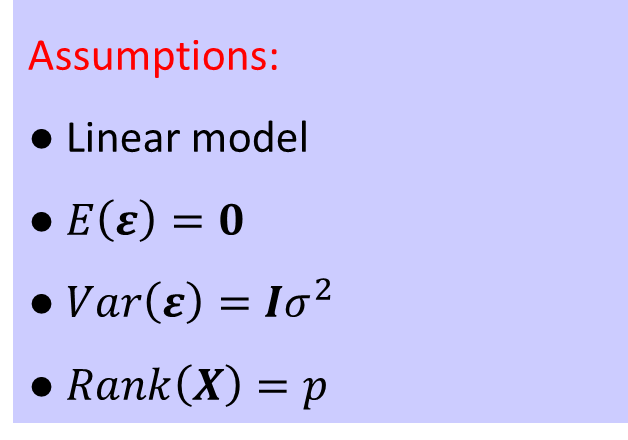 Assumptions:
● Linear model
● E(ε) = 0
● Var(ε) = Iσ²
● Rank(X) = p